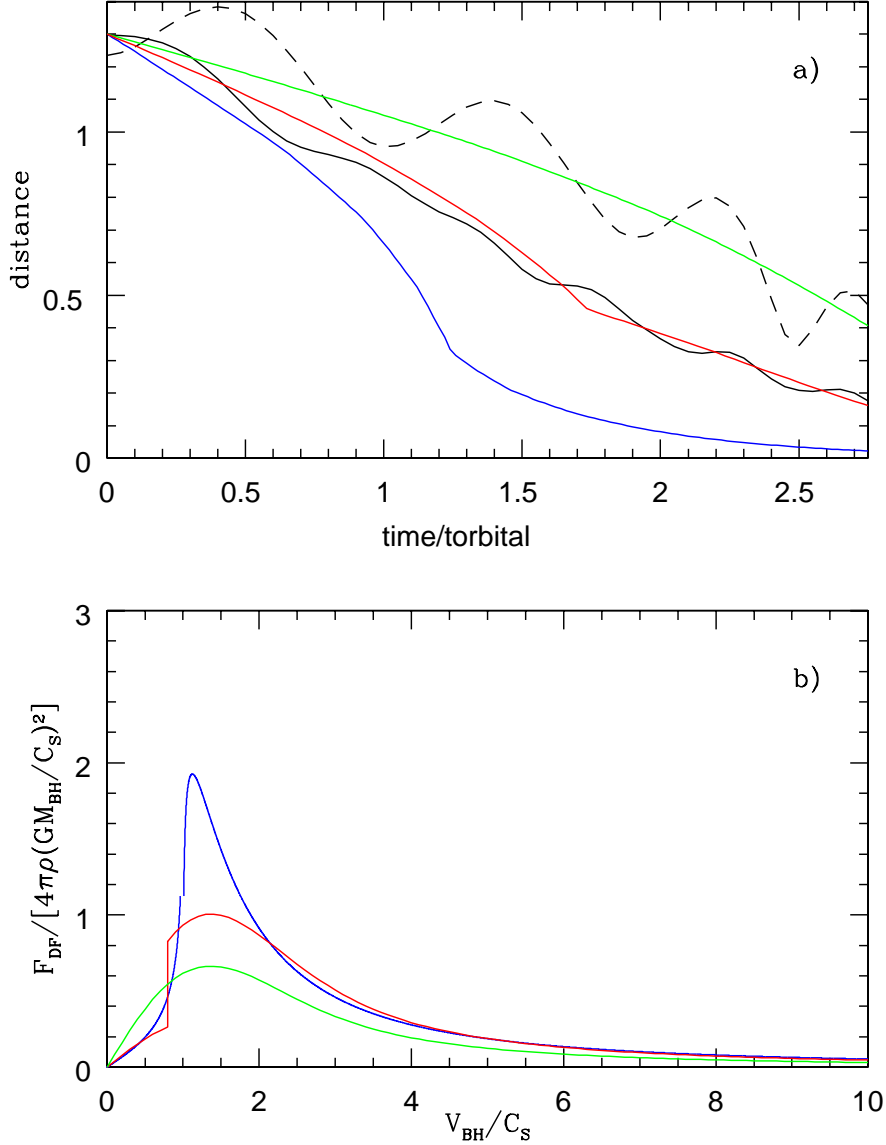 a)
1
0.5
0
distance
0 0.5 1 1.5 2 2.5
time/torbital
3
b)
2
1
0
F_DF/[4πρ(GM_BH/C_S)²]
0 2 4 6 8 10
V_BH/C_S